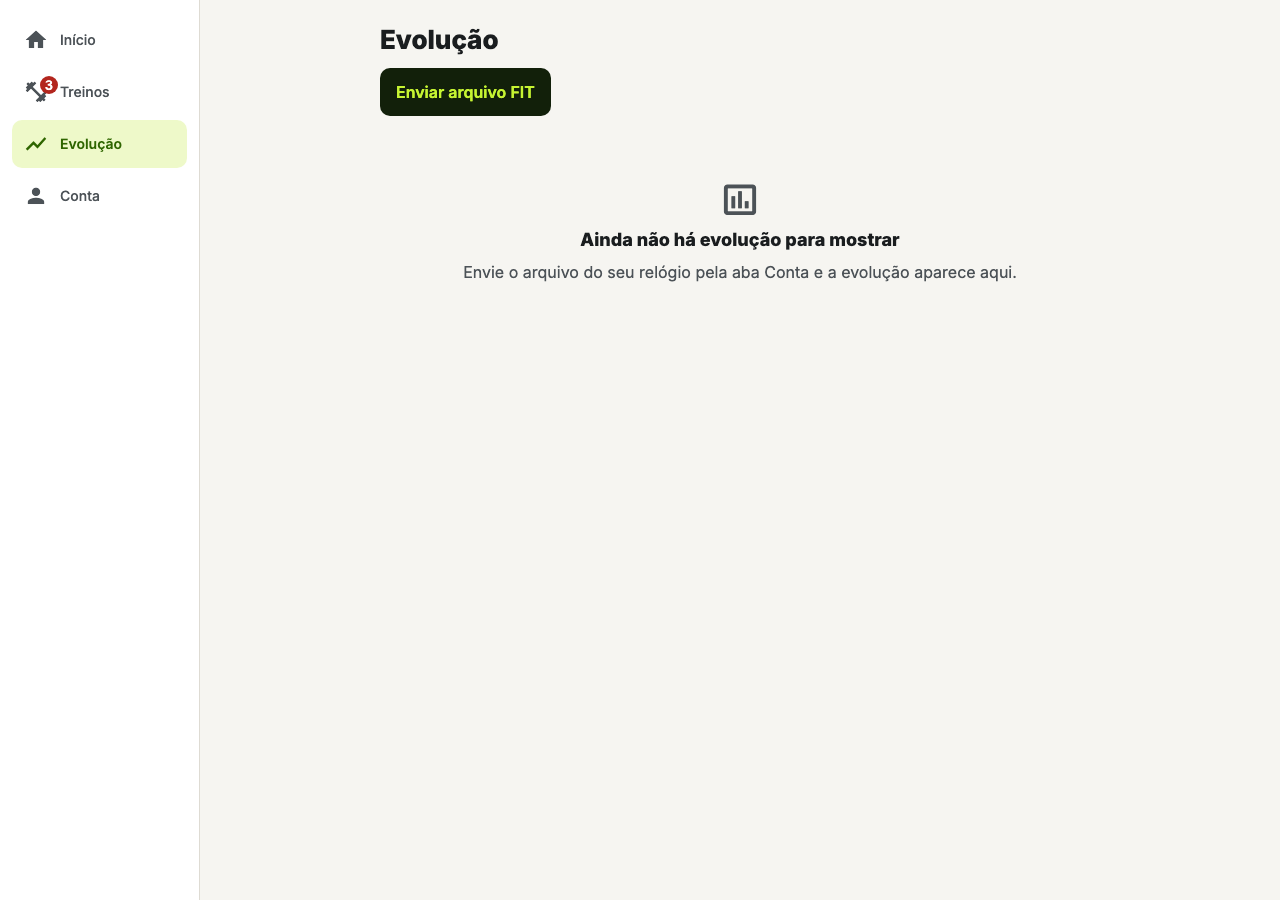 Início
3
Treinos
Evolução
Conta
Evolução
Enviar arquivo FIT
Ainda não há evolução para mostrar
Envie o arquivo do seu relógio pela aba Conta e a evolução aparece aqui.